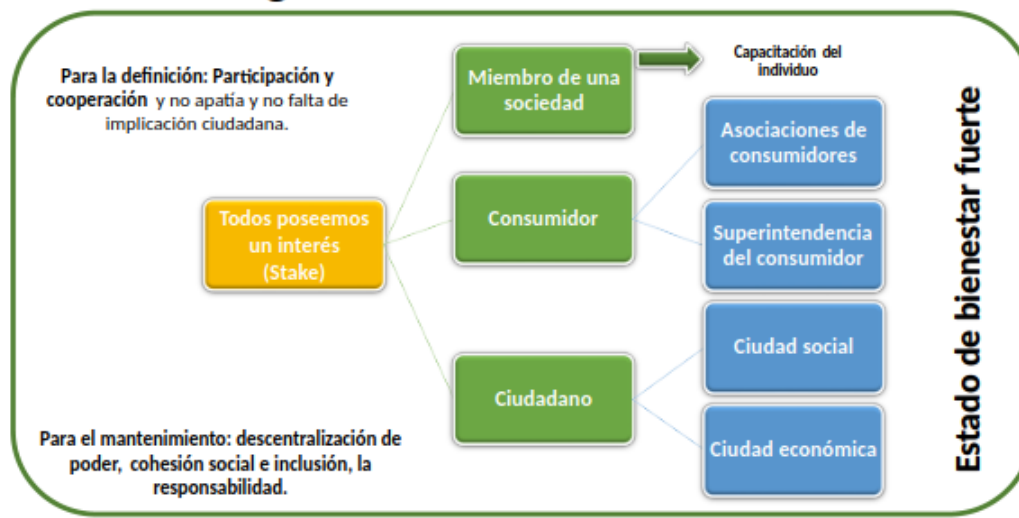 Para la definición: Participación y
cooperación y no apatía y no falta de
implicación ciudadana.
Todos poseemos
un interés
(Stake)
Para el mantenimiento: descentralización de
poder, cohesión social e inclusión, la
responsabilidad.
Miembro de una
sociedad
Capacitación del
individuo
Consumidor
Asociaciones de
consumidores
Superintendencia
del consumidor
Ciudadano
Ciudad social
Ciudad económica
Estado de bienestar fuerte